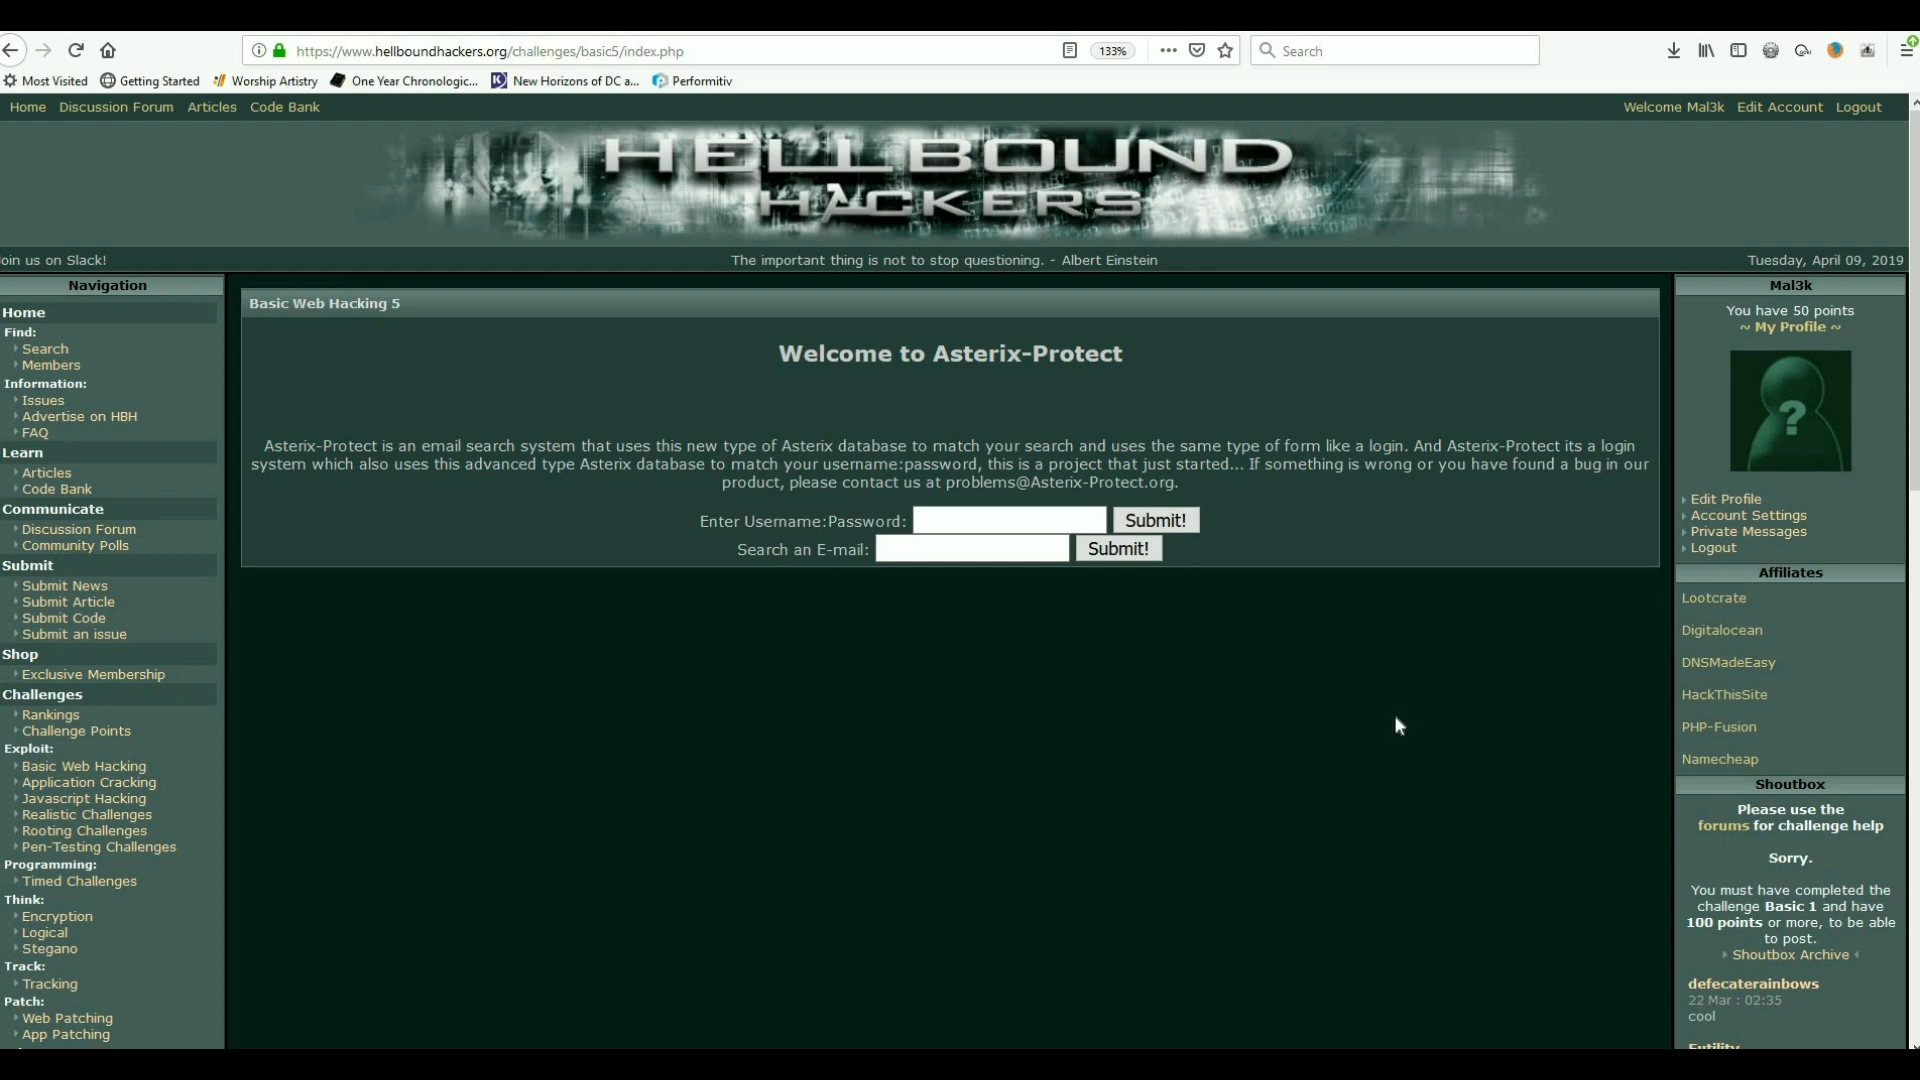 https://www.hellboundhackers.org/challenges/basic5/index.php
133%
Search
Most Visited
Getting Started
Worship Artistry
One Year Chronologic...
New Horizons of DC a...
Performitiv
Home
Discussion Forum
Articles
Code Bank
Welcome Mal3k
Edit Account
Logout
HELLBOUND
HACKERS
oin us on Slack!
The important thing is not to stop questioning. - Albert Einstein
Tuesday, April 09, 2019
Navigation
Home
Find:
Search
Members
Information:
Issues
Advertise on HBH
FAQ
Learn
Articles
Code Bank
Communicate
Discussion Forum
Community Polls
Submit
Submit News
Submit Article
Submit Code
Submit an issue
Shop
Exclusive Membership
Challenges
Rankings
Challenge Points
Exploit:
Basic Web Hacking
Application Cracking
Javascript Hacking
Realistic Challenges
Rooting Challenges
Pen-Testing Challenges
Programming:
Timed Challenges
Think:
Encryption
Logical
Stegano
Track:
Tracking
Patch:
Web Patching
App Patching
Basic Web Hacking 5
Welcome to Asterix-Protect
Asterix-Protect is an email search system that uses this new type of Asterix database to match your search and uses the same type of form like a login. And Asterix-Protect its a login
system which also uses this advanced type Asterix database to match your username:password, this is a project that just started... If something is wrong or you have found a bug in our
product, please contact us at problems@Asterix-Protect.org.
Enter Username:Password:
Submit!
Search an E-mail:
Submit!
Mal3k
You have 50 points
~ My Profile ~
?
Edit Profile
Account Settings
Private Messages
Logout
Affiliates
Lootcrate
Digitalocean
DNSMadeEasy
HackThisSite
PHP-Fusion
Namecheap
Shoutbox
Please use the
forums for challenge help
Sorry.
You must have completed the
challenge Basic 1 and have
100 points or more, to be able
to post.
Shoutbox Archive
defecaterainbows
22 Mar : 02:35
cool
Futility